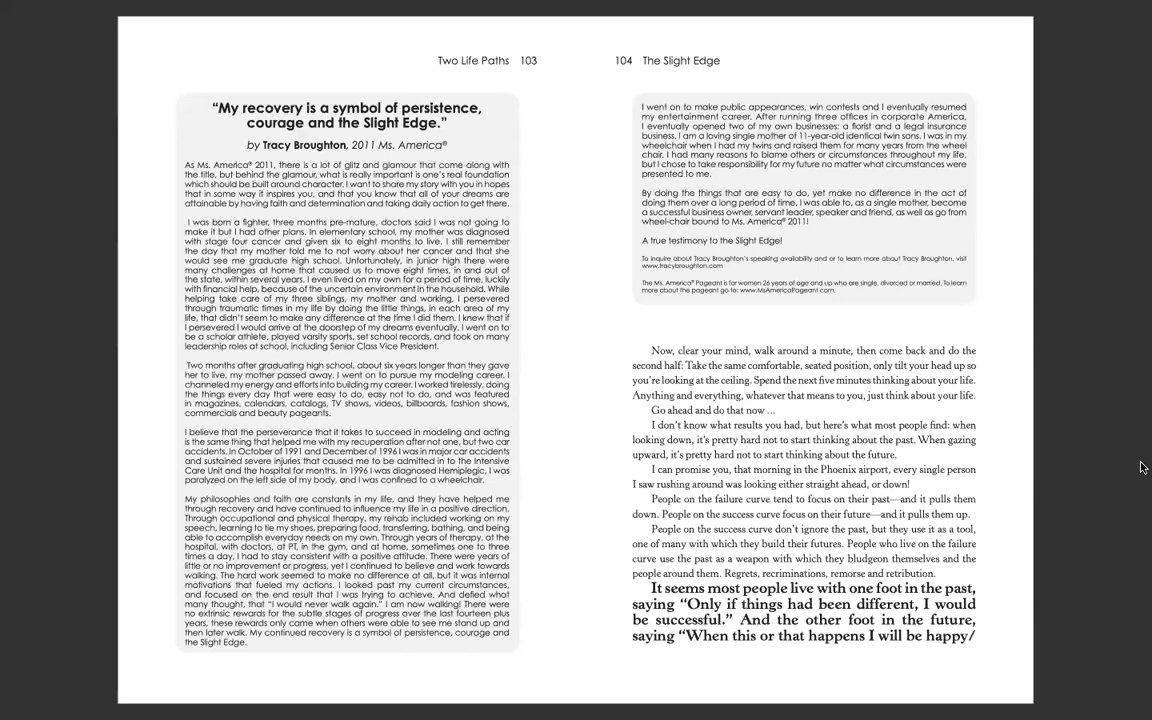 Two Life Paths 103
"My recovery is a symbol of persistence,
courage and the Slight Edge."
by Tracy Broughton, 2011 Ms. America®
As Ms. America® 2011, there is a lot of glitz and glamour that come along with
the title, but behind the glamour, what is really important is one's real foundation
which should be built around character. I want to share my story with you in hopes
that in some way it inspires you, and that you know that all of your dreams are
attainable by having faith and determination and taking daily action to get there.
I was born a fighter, three months pre-mature, doctors said I was not going to
make it but I had other plans. In elementary school, my mother was diagnosed
with stage four cancer and given six to eight months to live. I still remember
the day that my mother told me to not worry about her cancer and that she
would see me graduate high school. Unfortunately, in junior high there were
many challenges at home that caused us to move eight times, in and out of
the state, within several years. I even lived on my own for a period of time, luckily
with financial help, because of the uncertain environment in the household. While
helping take care of my three siblings, my mother and working, I persevered
through traumatic times in my life by doing the little things, in each area of my
life, that didn't seem to make any difference at the time I did them. I knew that if
I persevered I would arrive at the doorstep of my dreams eventually. I went on to
be a scholar athlete, played varsity sports, set school records, and took on many
leadership roles at school, including Senior Class Vice President.
Two months after graduating high school, about six years longer than they gave
her to live, my mother passed away. I went on to pursue my modeling career. I
channeled my energy and efforts into building my career. I worked tirelessly, doing
the things every day that were easy to do, easy not to do, and was featured
in magazines, calendars, catalogs, TV shows, videos, billboards, fashion shows,
commercials and beauty pageants.
I believe that the perseverance that it takes to succeed in modeling and acting
is the same thing that helped me with my recuperation after not one, but two car
accidents. In October of 1991 and December of 1996 I was in major car accidents
and sustained severe injuries that caused me to be admitted to the Intensive
Care Unit and the hospital for months. In 1996 I was diagnosed Hemiplegic, I was
paralyzed on the left side of my body, and I was confined to a wheelchair.
My philosophies and faith are constants in my life, and they have helped me
through recovery and have continued to influence my life in a positive direction.
Through occupational and physical therapy, my rehab included working on my
speech, learning to tie my shoes, preparing food, transferring, bathing, and being
able to accomplish everyday needs on my own. Through years of therapy, at the
hospital, with doctors, at PT, in the gym, and at home, sometimes one to three
times a day, I had to stay consistent with a positive attitude. There were years of
little or no improvement or progress, yet I continued to believe and work towards
walking. The hard work seemed to make no difference at all, but it was internal
motivations that fueled my actions. I looked past my current circumstances,
and focused on the end result that I was trying to achieve. And defied what
many thought, that "I would never walk again." I am now walking! There were
no extrinsic rewards for the subtle stages of progress over the last fourteen plus
years, these rewards only came when others were able to see me stand up and
then later walk. My continued recovery is a symbol of persistence, courage and
the Slight Edge.
104 The Slight Edge
I went on to make public appearances, win contests and I eventually resumed
my entertainment career. After running three offices in corporate America,
I eventually opened two of my own businesses: a florist and a legal insurance
business. I am a loving single mother of 11-year-old identical twin sons. I was in my
wheelchair when I had my twins and raised them for many years from the wheel
chair. I had many reasons to blame others or circumstances throughout my life,
but I chose to take responsibility for my future no matter what circumstances were
presented to me.
By doing the things that are easy to do, yet make no difference in the act of
doing them over a long period of time, I was able to, as a single mother, become
a successful business owner, servant leader, speaker and friend, as well as go from
wheel-chair bound to Ms. America® 2011!
A true testimony to the Slight Edge!
To inquire about Tracy Broughton's speaking availability and or to learn more about Tracy Broughton, visit
www.tracybroughton.com
The Ms. America® Pageant is for women 26 years of age and up who are single, divorced or married. To learn
more about the pageant go to: www.MsAmericaPageant.com.
Now, clear your mind, walk around a minute, then come back and do the
second half: Take the same comfortable, seated position, only tilt your head up so
you're looking at the ceiling. Spend the next five minutes thinking about your life.
Anything and everything, whatever that means to you, just think about your life.
Go ahead and do that now ...
I don't know what results you had, but here's what most people find: when
looking down, it's pretty hard not to start thinking about the past. When gazing
upward, it's pretty hard not to start thinking about the future.
I can promise you, that morning in the Phoenix airport, every single person
I saw rushing around was looking either straight ahead, or down!
People on the failure curve tend to focus on their past—and it pulls them
down. People on the success curve focus on their future—and it pulls them up.
People on the success curve don't ignore the past, but they use it as a tool,
one of many with which they build their futures. People who live on the failure
curve use the past as a weapon with which they bludgeon themselves and the
people around them. Regrets, recriminations, remorse and retribution.
It seems most people live with one foot in the past,
saying "Only if things had been different, I would
be successful." And the other foot in the future,
saying "When this or that happens I will be happy/